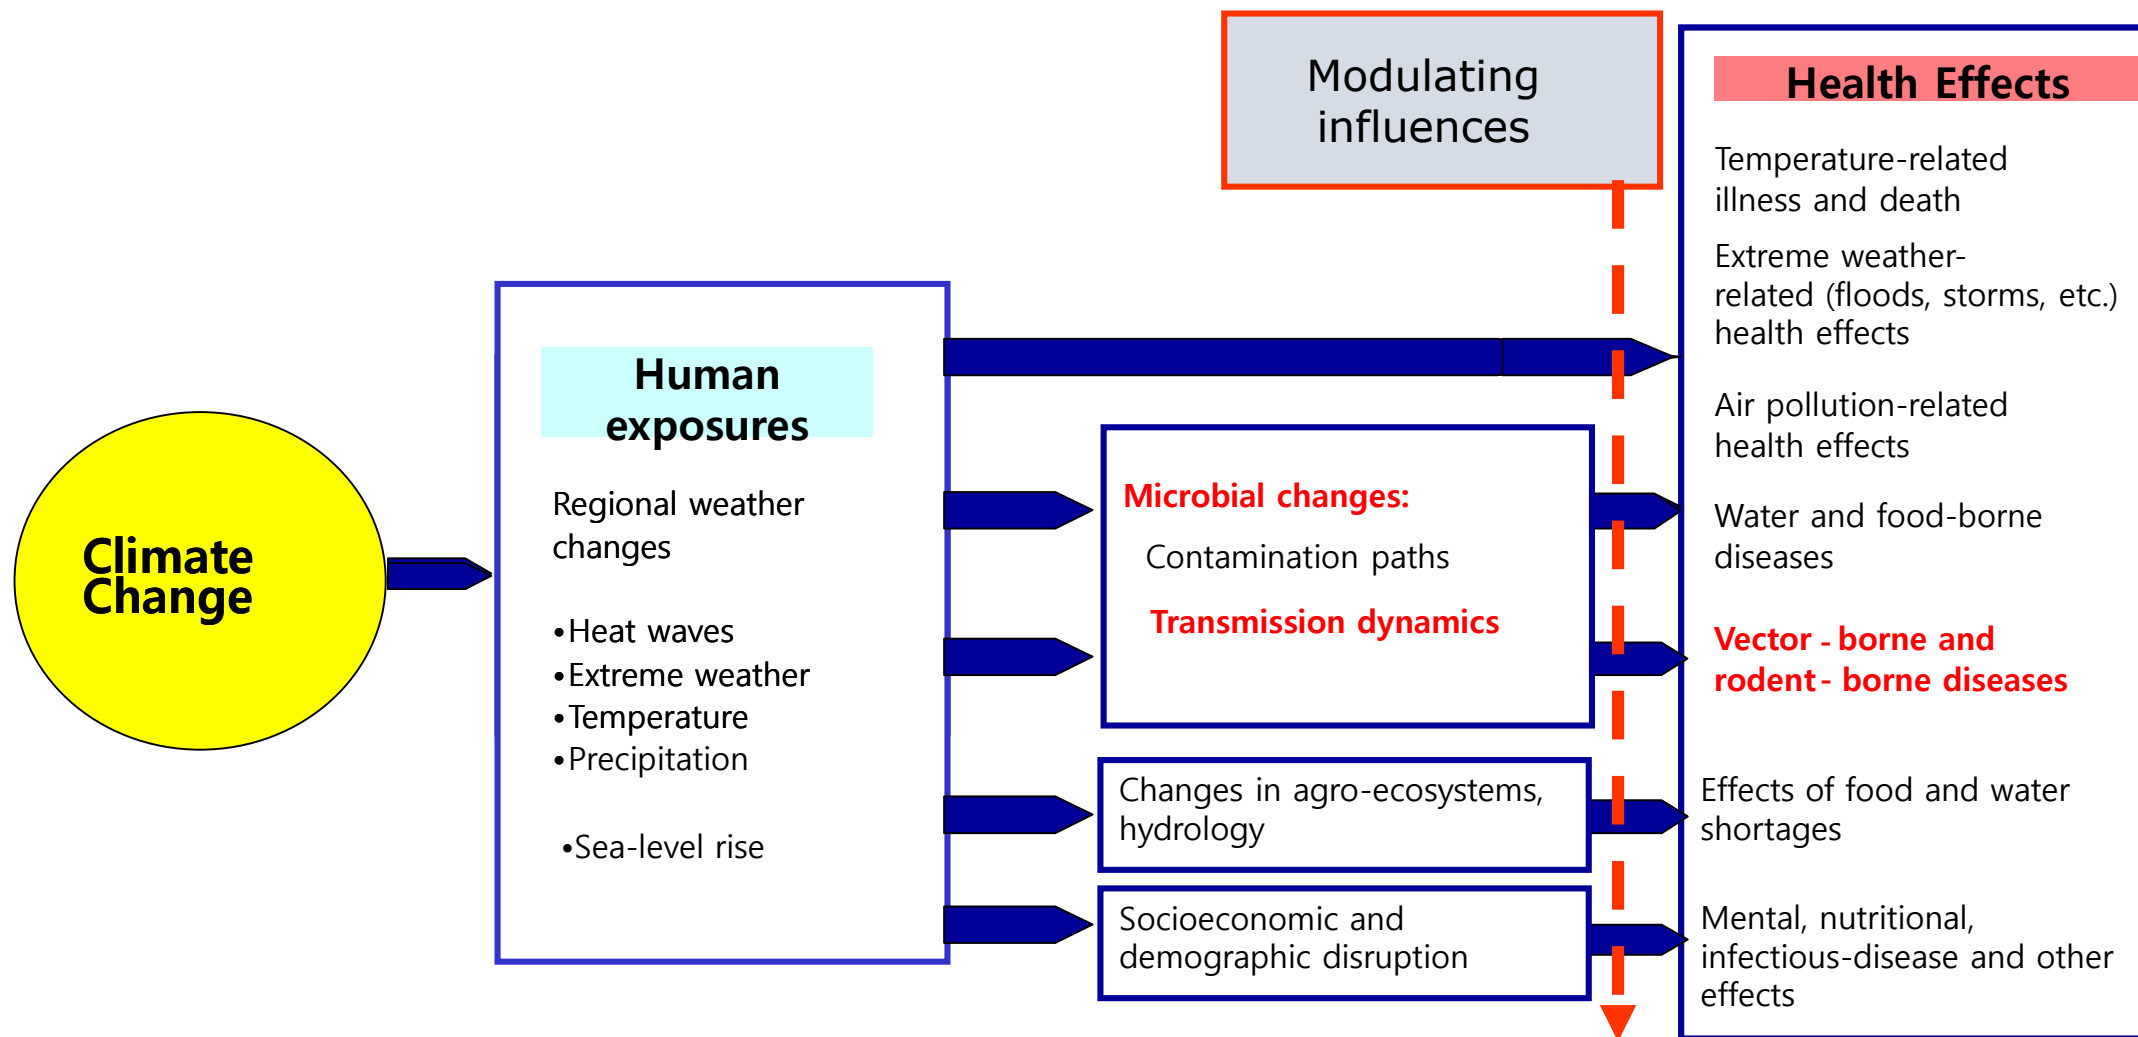 Modulating
influences
Health Effects
Temperature-related
illness and death
Extreme weather-
related (floods, storms, etc.)
health effects
Air pollution-related
health effects
Water and food-borne
diseases
Vector - borne and
rodent - borne diseases
Effects of food and water
shortages
Mental, nutritional,
infectious-disease and other
effects
Human
exposures
Regional weather
changes
•Heat waves
•Extreme weather
•Temperature
•Precipitation
•Sea-level rise
Microbial changes:
Contamination paths
Transmission dynamics
Changes in agro-ecosystems,
hydrology
Socioeconomic and
demographic disruption
Climate
Change